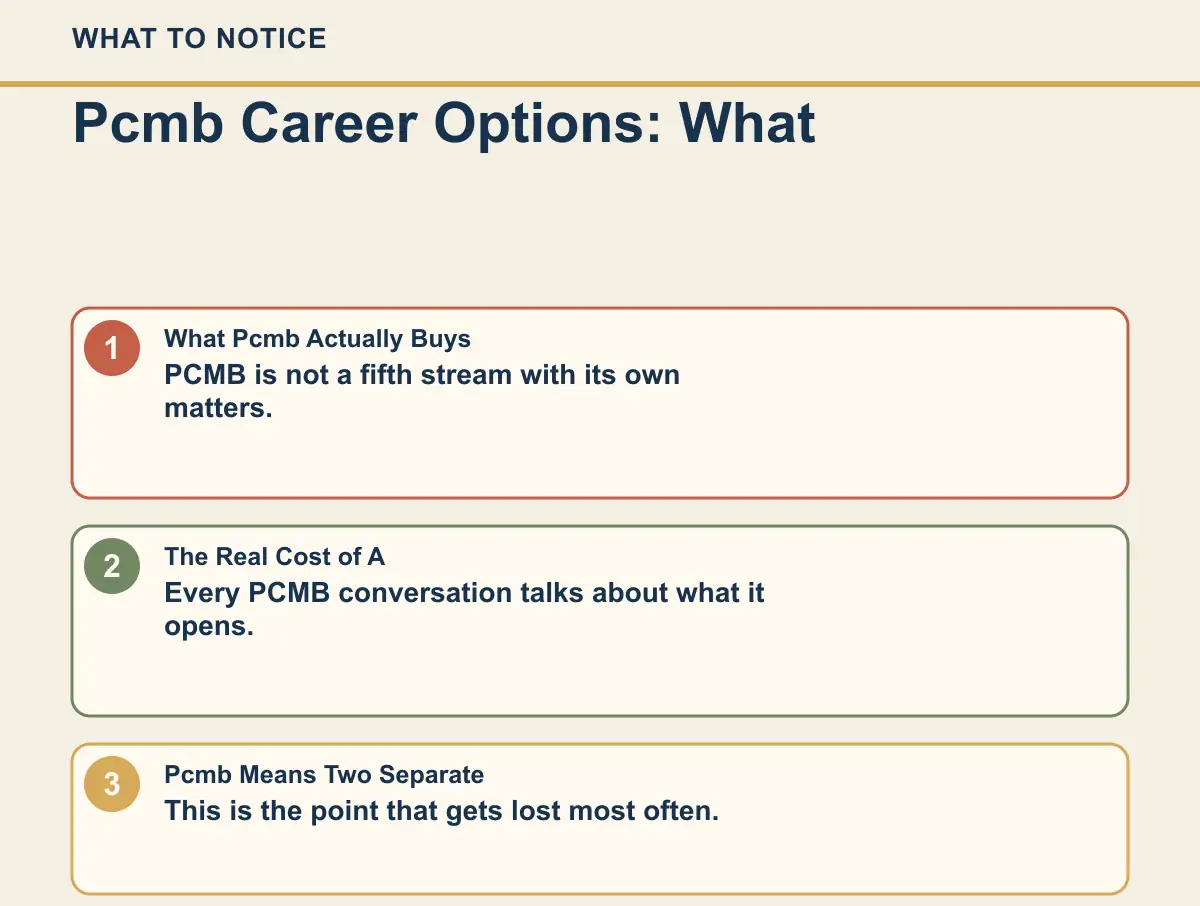 WHAT TO NOTICE
Pcmb Career Options: What
1
What Pcmb Actually Buys
PCMB is not a fifth stream with its own
matters.
2
The Real Cost of A
Every PCMB conversation talks about what it
opens.
3
Pcmb Means Two Separate
This is the point that gets lost most often.